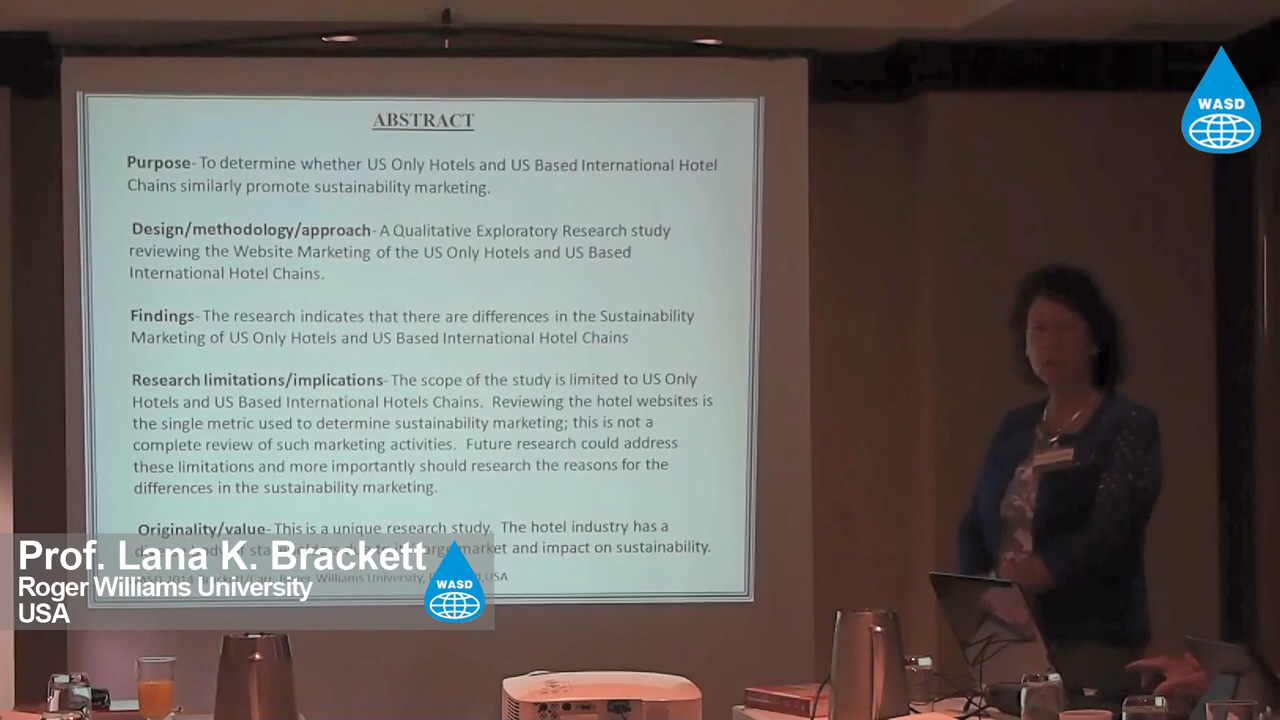 ABSTRACT
Purpose- To determine whether US Only Hotels and US Based International Hotel
Chains similarly promote sustainability marketing.
Design/methodology/approach- A Qualitative Exploratory Research study
reviewing the Website Marketing of the US Only Hotels and US Based
International Hotel Chains.
Findings- The research indicates that there are differences in the Sustainability
Marketing of US Only Hotels and US Based International Hotel Chains
Research limitations/implications- The scope of the study is limited to US Only
Hotels and US Based International Hotels Chains. Reviewing the hotel websites is
the single metric used to determine sustainability marketing; this is not a
complete review of such marketing activities. Future research could address
these limitations and more importantly should research the reasons for the
differences in the sustainability marketing.
Originality/value- This is a unique research study. The hotel industry has a
market and impact on sustainability.
2014 Brackett/Carr, Roger Williams University, USA
WASD
Prof. Lana K. Brackett
Roger Williams University
USA
WASD